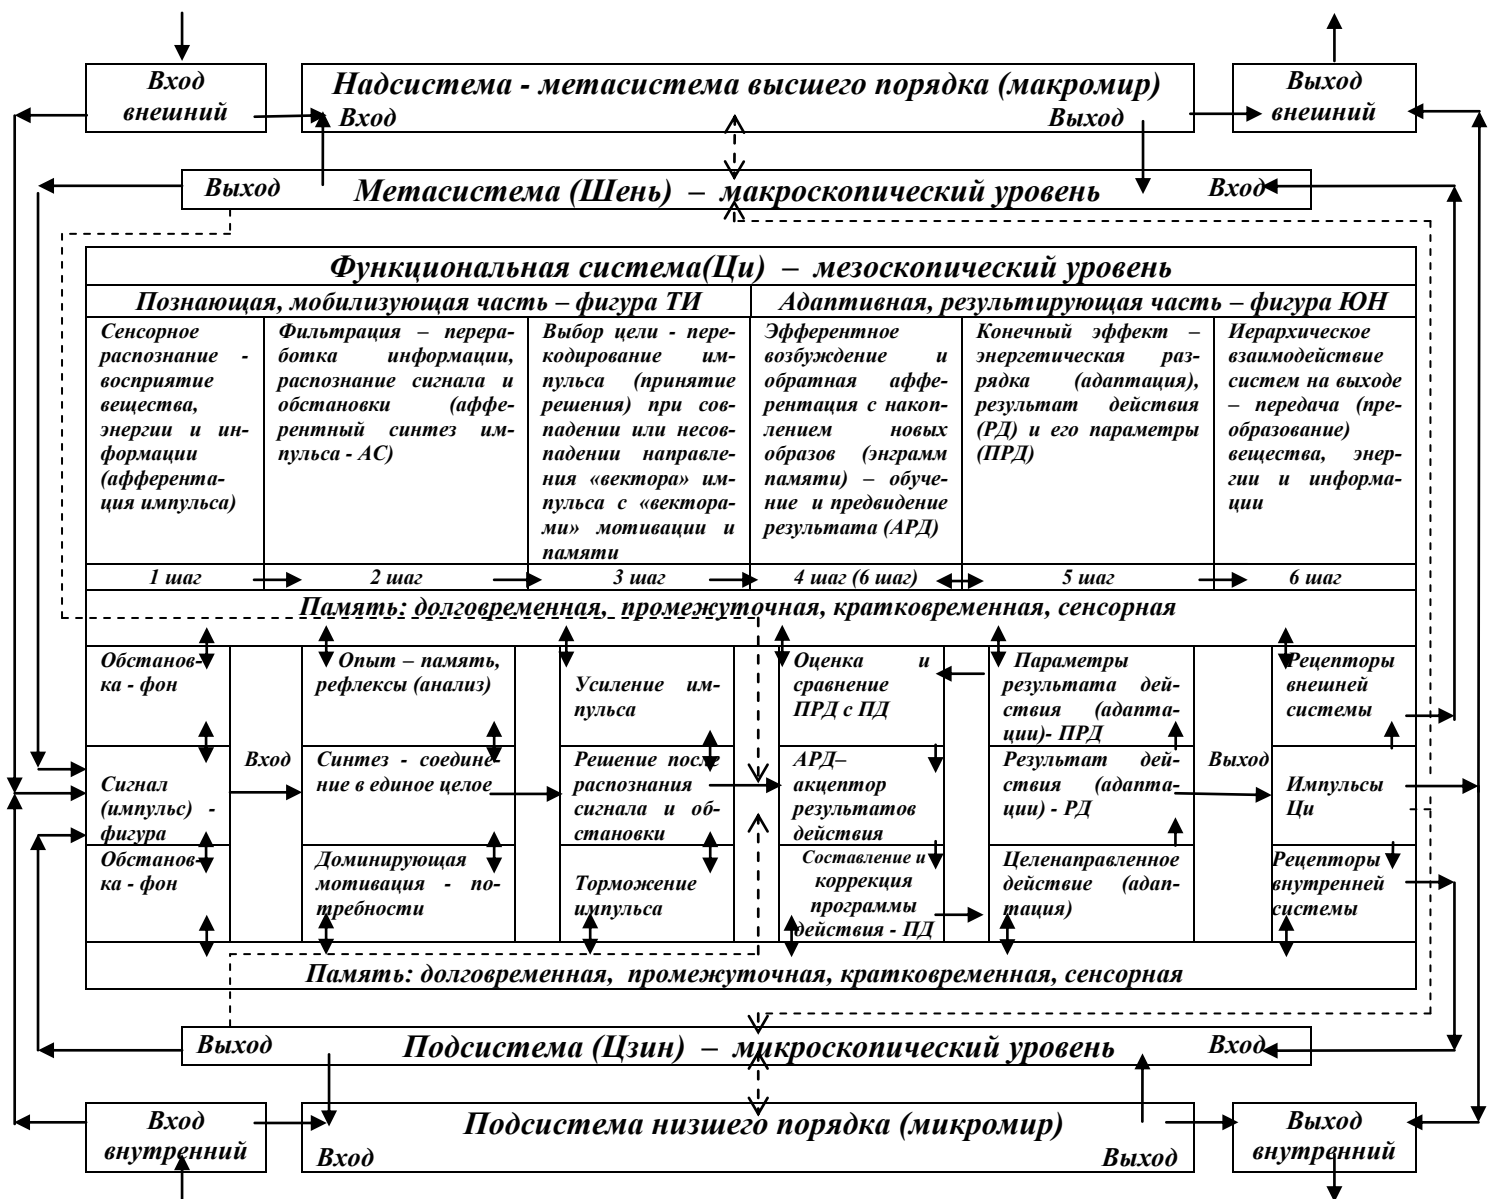 Вход
внешний
Надсистема - метасистема высшего порядка (макромир)
Вход
Выход
Выход
внешний
Выход
Метасистема (Шень) – макроскопический уровень
Вход
Функциональная система(Ци) – мезоскопический уровень
Познающая, мобилизующая часть – фигура ТИ
Адаптивная, результирующая часть – фигура ЮН
Сенсорное
распознание -
восприятие
вещества,
энергии и ин-
формации
(афферента-
ция импульса)
Фильтрация – перера-
ботка информации,
распознание сигнала и
обстановки (аффе-
рентный синтез им-
пульса - АС)
Выбор цели - пере-
кодирование им-
пульса (принятие
решения) при сов-
падении или несов-
падении направле-
ния «вектора» им-
пульса с «вектора-
ми» мотивации и
памяти
Эфферентное
возбуждение и
обратная аффе-
рентация с накоп-
лением новых
образов (энграмм
памяти) – обуче-
ние и предвидение
результата (АРД)
Конечный эффект –
энергетическая раз-
рядка (адаптация),
результат действия
(РД) и его параметры
(ПРД)
Иерархическое
взаимодействие
систем на выходе
– передача (пре-
образование)
вещества, энер-
гии и информа-
ции
1 шаг
2 шаг
3 шаг
4 шаг (6 шаг)
5 шаг
6 шаг
Память: долговременная, промежуточная, кратковременная, сенсорная
Обстанов-
ка - фон
Сигнал
(импульс) -
фигура
Обстанов-
ка - фон
Вход
Опыт – память,
рефлексы (анализ)
Синтез - соедине-
ние в единое целое
Доминирующая
мотивация - по-
требности
Усиление им-
пульса
Решение после
распознания
сигнала и об-
становки
Торможение
импульса
Оценка и
сравнение
ПРД с ПД
АРД–
акцептор
результатов
действия
Составление и
коррекция
программы
действия - ПД
Параметры
результата дей-
ствия (адапта-
ции)- ПРД
Результат дей-
ствия (адапта-
ции) - РД
Целенаправленное
действие (адап-
тация)
Выход
Рецепторы
внешней
системы
Импульсы
Ци
Рецепторы
внутренней
системы
Память: долговременная, промежуточная, кратковременная, сенсорная
Выход
Подсистема (Цзин) – микроскопический уровень
Вход
Вход
внутренний
Подсистема низшего порядка (микромир)
Вход
Выход
Выход
внутренний